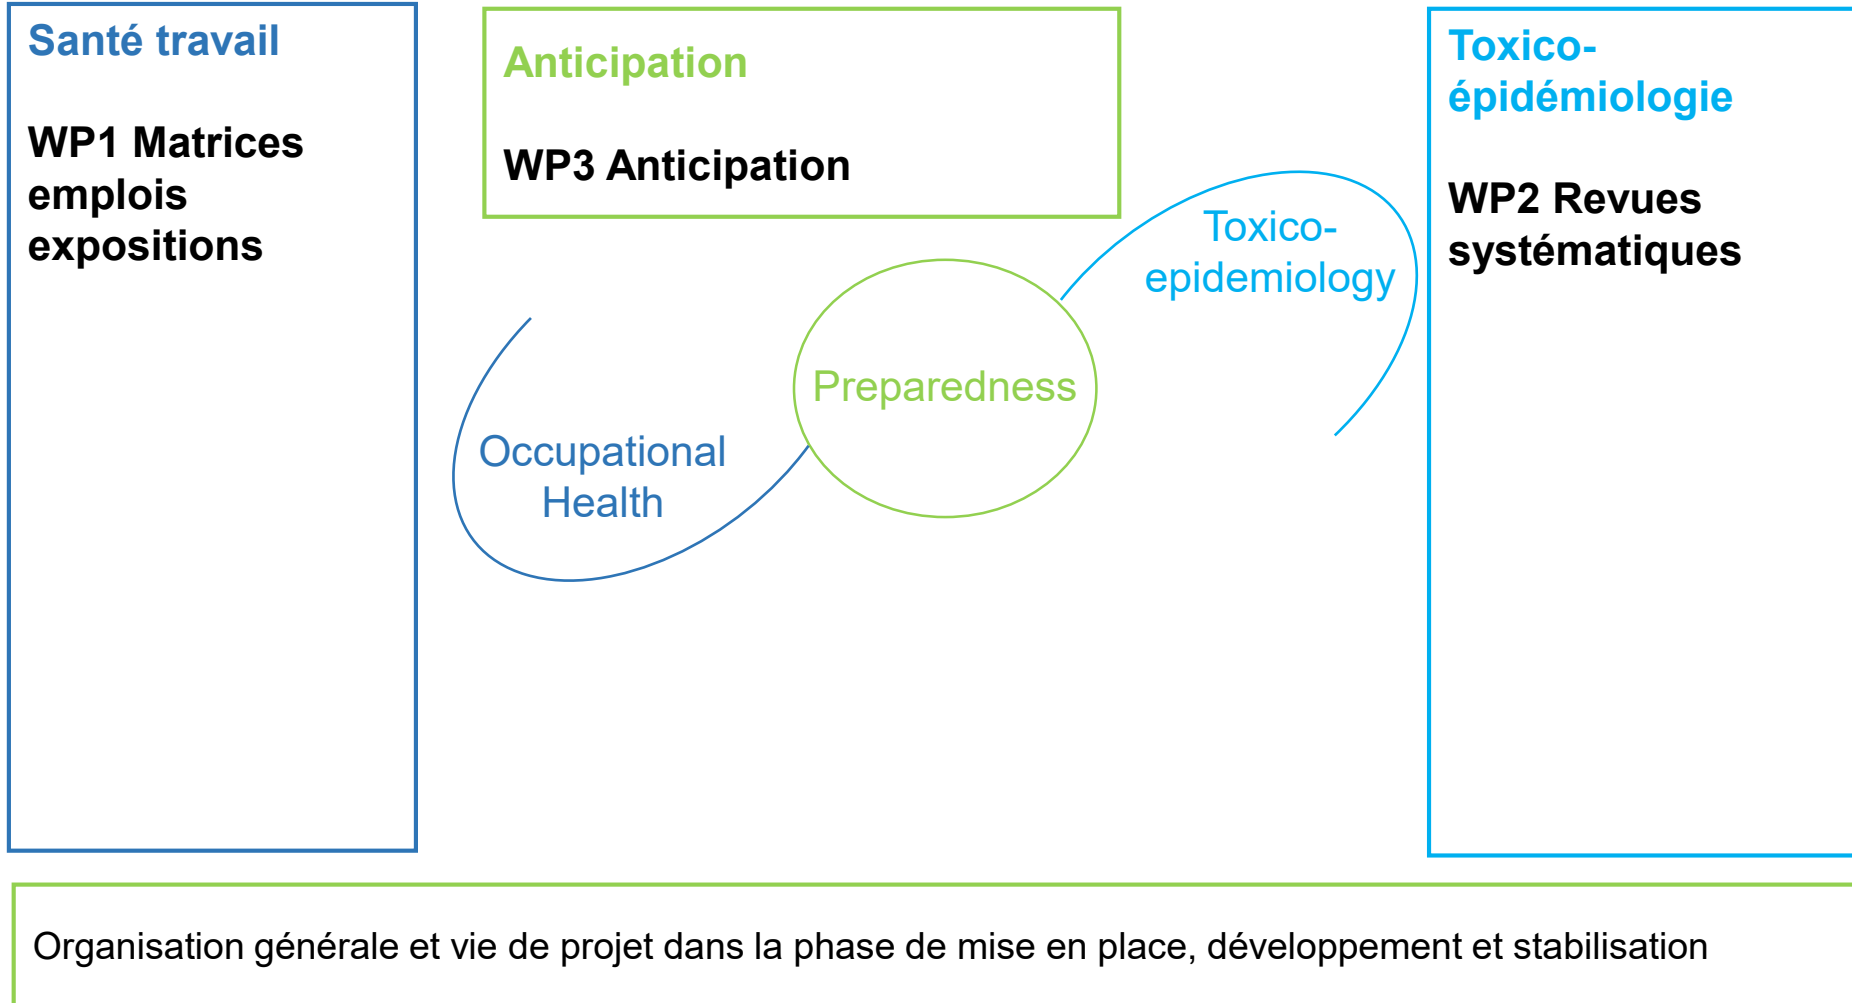 Santé travail
WP1 Matrices
emplois
expositions
Anticipation
WP3 Anticipation
Toxico-
épidémiologie
WP2 Revues
systématiques
Toxico-
epidemiology
Preparedness
Occupational
Health
Organisation générale et vie de projet dans la phase de mise en place, développement et stabilisation